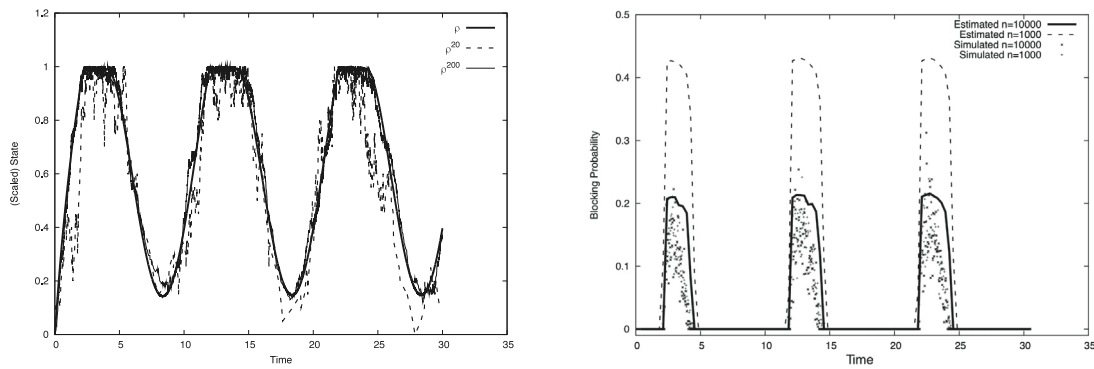 1.2
1
0.8
0.6
0.4
0.2
0
0 5 10 15 20 25 30 35
(Scaled) State
Time
ρ
ρ20
ρ200
0.5
0.4
0.3
0.2
0.1
0
0 5 10 15 20 25 30 35
Blocking Probability
Time
Estimated n=10000
Estimated n=1000
Simulated n=10000
Simulated n=1000